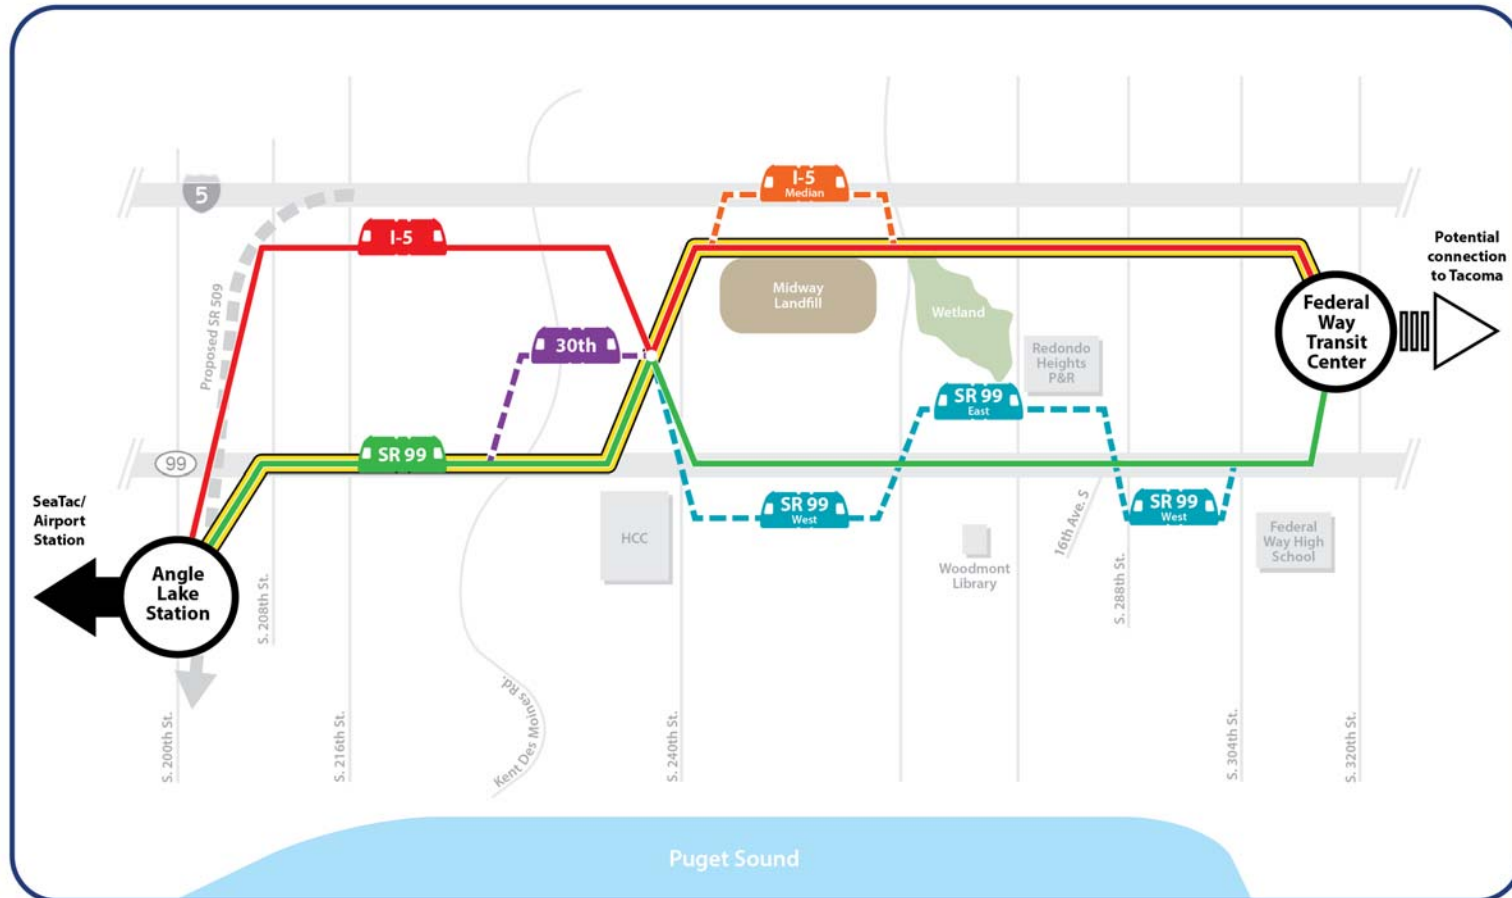 5
I-5
Median
I-5
Potential
connection
to Tacoma
Proposed SR 509
Midway
Landfill
Wetland
Federal
Way
Transit
Center
30th
Redondo
Heights
P&R
SR 99
East
99
SR 99
SeaTac/
Airport
Station
SR 99
West
SR 99
West
HCC
16th Ave. S
Federal
Way High
School
Woodmont
Library
Angle
Lake
Station
S. 208th St.
S. 288th St.
Kent Des Moines Rd.
S. 200th St.
S. 216th St.
S. 240th St.
S. 304th St.
S. 320th St.
Puget Sound